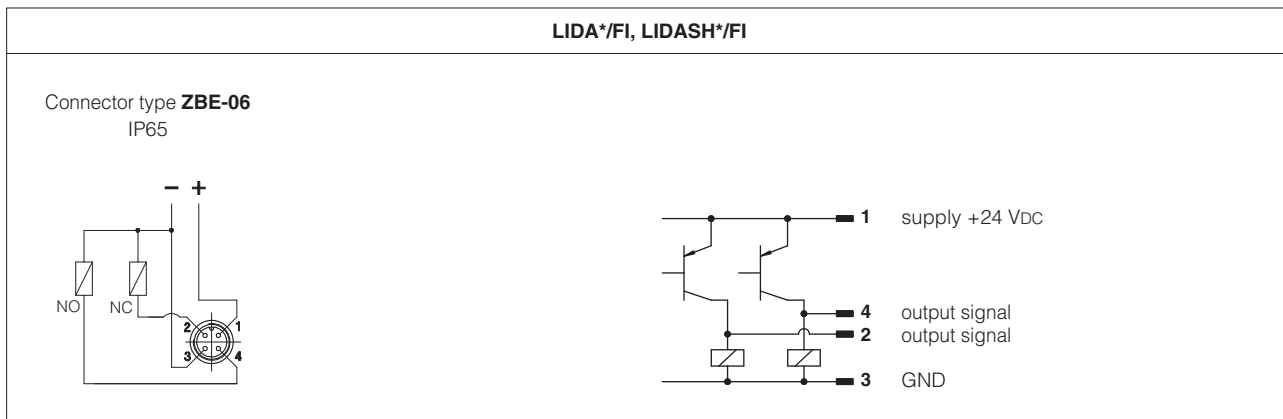 LIDA*/FI, LIDASH*/FI
Connector type ZBE-06
IP65
− +
NO
NC
2 1
3 4
1 supply +24 VDC
4 output signal
2 output signal
3 GND